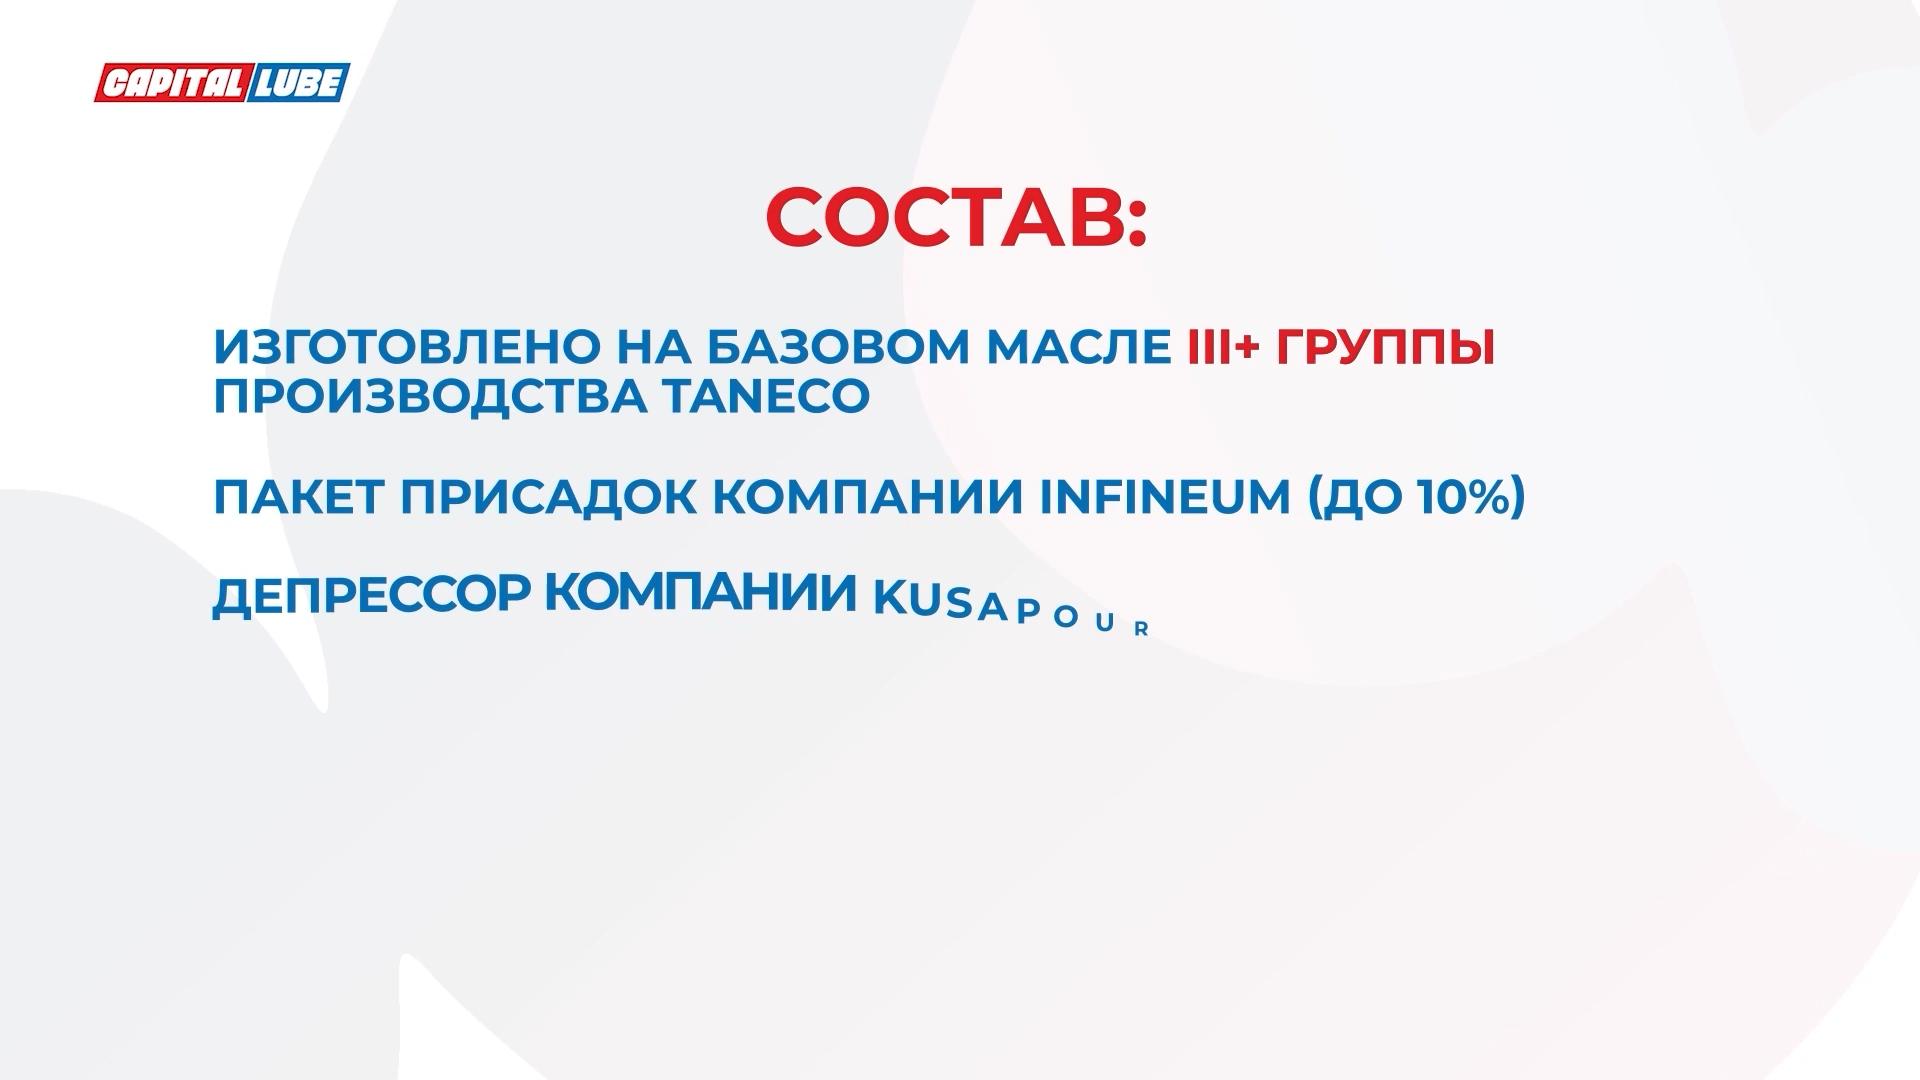 CAPITAL LUBE
СОСТАВ:
ИЗГОТОВЛЕНО НА БАЗОВОМ МАСЛЕ III+ ГРУППЫ
ПРОИЗВОДСТВА TANECO
ПАКЕТ ПРИСАДОК КОМПАНИИ INFINEUM (ДО 10%)
ДЕПРЕССОР КОМПАНИИ KUSAPOUR